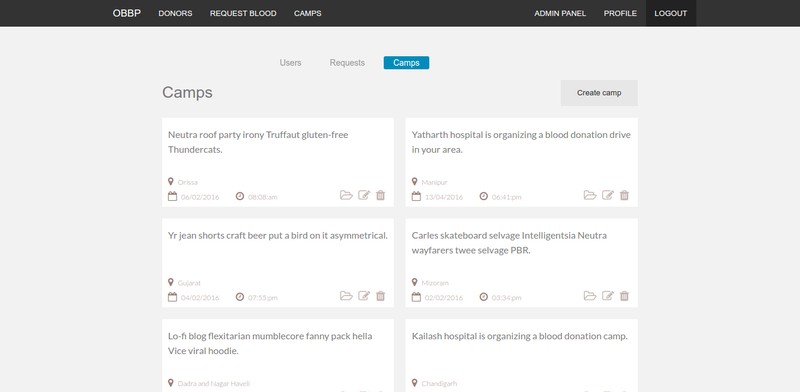 OBBP DONORS REQUEST BLOOD CAMPS ADMIN PANEL PROFILE LOGOUT
Users Requests Camps
Camps Create camp
Neutra roof party irony Truffaut gluten-free
Thundercats.
Orissa
06/02/2016 08:08:am
Yatharth hospital is organizing a blood donation drive
in your area.
Manipur
13/04/2016 06:41:pm
Yr jean shorts craft beer put a bird on it asymmetrical.
Gujarat
04/02/2016 07:55:pm
Carles skateboard selvage Intelligentsia Neutra
wayfarers twee selvage PBR.
Mizoram
02/02/2016 03:34:pm
Lo-fi blog flexitarian mumblecore fanny pack hella
Vice viral hoodie.
Dadra and Nagar Haveli
Kailash hospital is organizing a blood donation camp.
Chandigarh